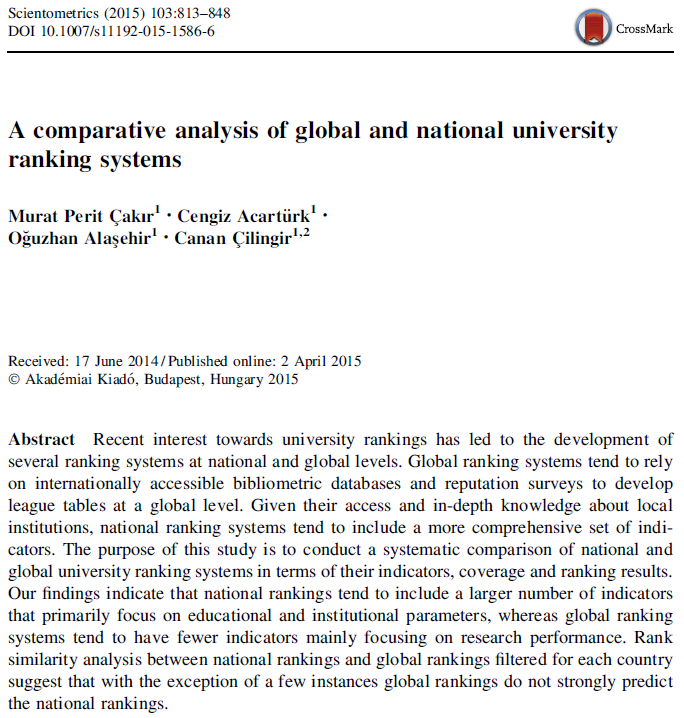 Scientometrics (2015) 103:813–848
DOI 10.1007/s11192-015-1586-6
CrossMark
A comparative analysis of global and national university
ranking systems
Murat Perit Çakır1 · Cengiz Acartürk1 ·
Oğuzhan Alaşehir1 · Canan Çilingir1,2
Received: 17 June 2014 / Published online: 2 April 2015
© Akadémiai Kiadó, Budapest, Hungary 2015
Abstract Recent interest towards university rankings has led to the development of
several ranking systems at national and global levels. Global ranking systems tend to rely
on internationally accessible bibliometric databases and reputation surveys to develop
league tables at a global level. Given their access and in-depth knowledge about local
institutions, national ranking systems tend to include a more comprehensive set of indi-
cators. The purpose of this study is to conduct a systematic comparison of national and
global university ranking systems in terms of their indicators, coverage and ranking results.
Our findings indicate that national rankings tend to include a larger number of indicators
that primarily focus on educational and institutional parameters, whereas global ranking
systems tend to have fewer indicators mainly focusing on research performance. Rank
similarity analysis between national rankings and global rankings filtered for each country
suggest that with the exception of a few instances global rankings do not strongly predict
the national rankings.